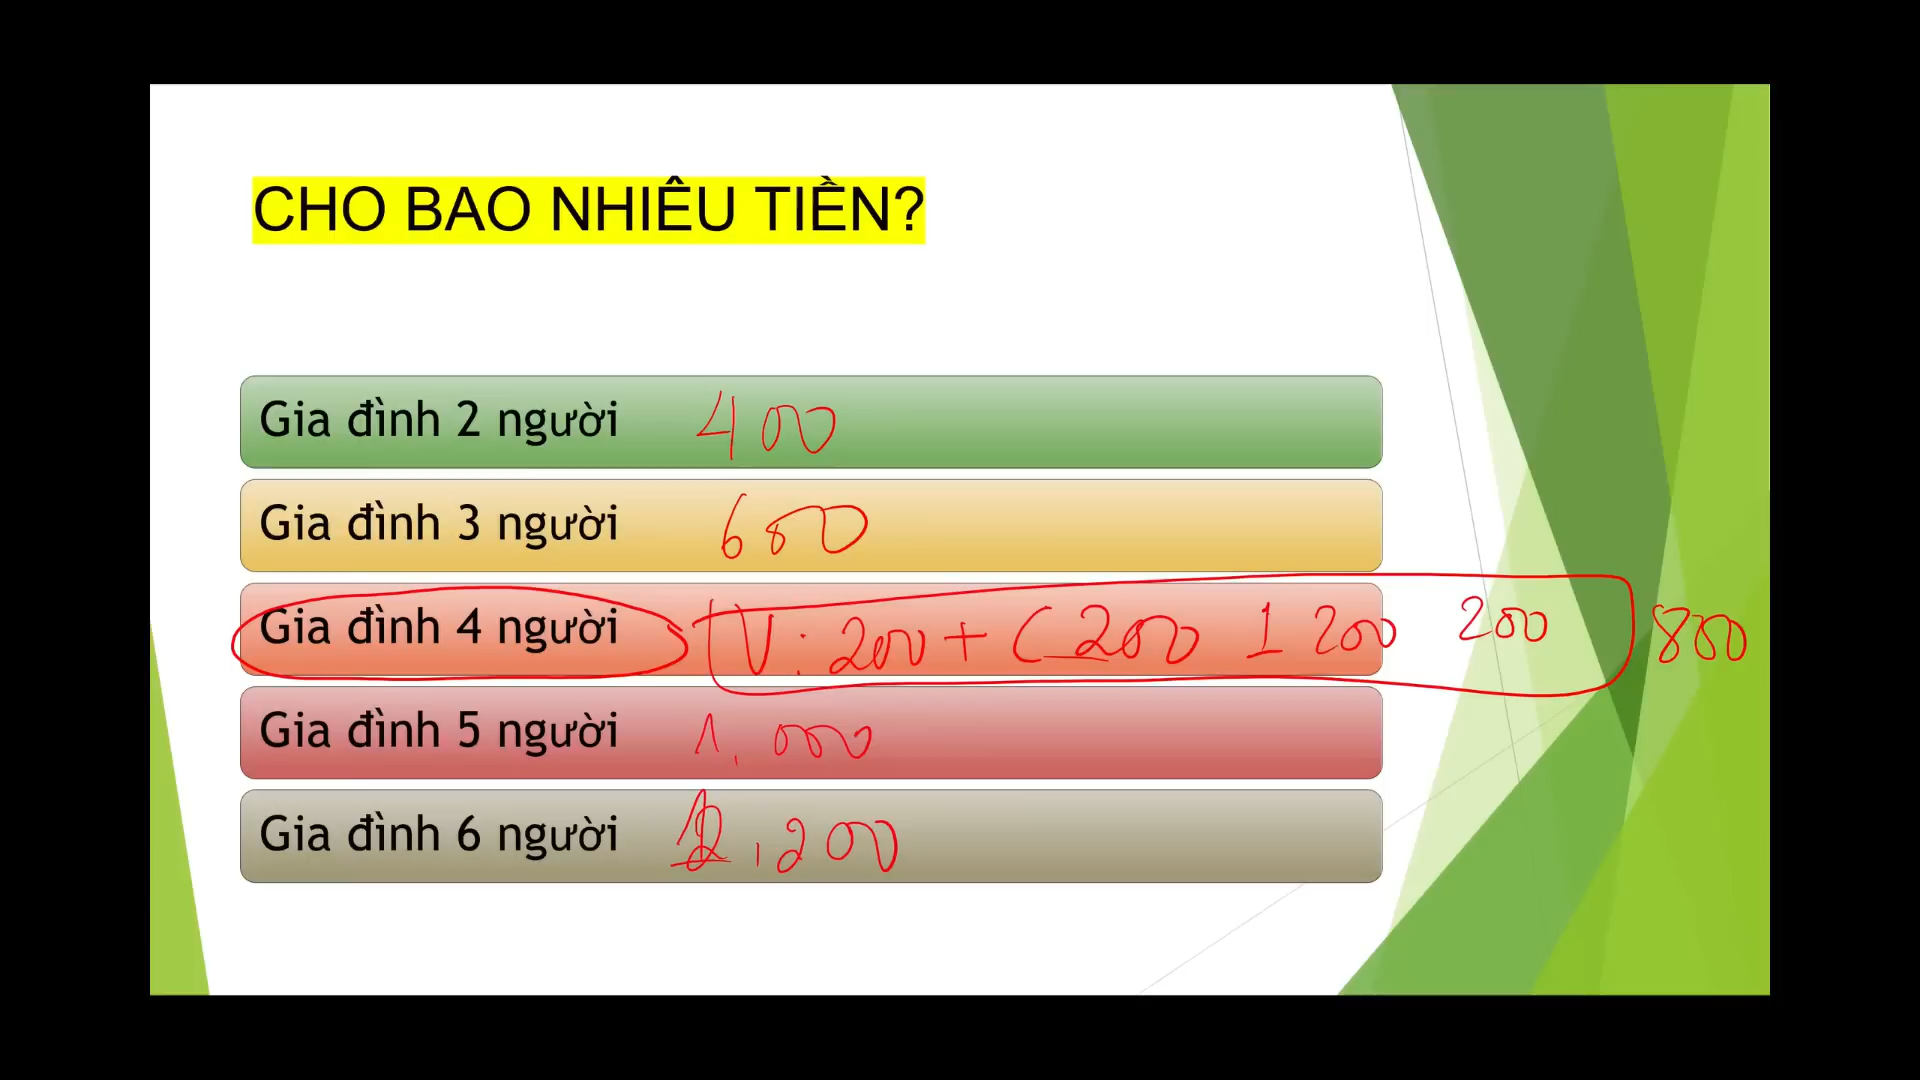 CHO BAO NHIÊU TIỀN?
Gia đình 2 người 400
Gia đình 3 người 600
Gia đình 4 người V: 200 + C 200 1 200 200 800
Gia đình 5 người 1.000
Gia đình 6 người 1,200